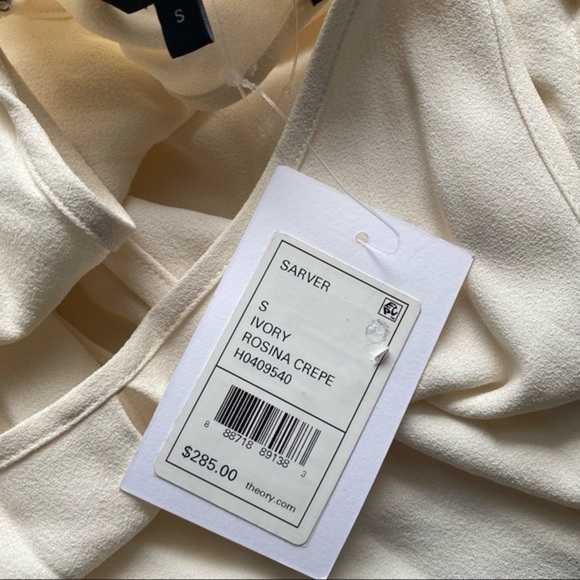 S
SARVER
S
IVORY
ROSINA CREPE
H0409540
8 88718 89138 3
$285.00
theory.com